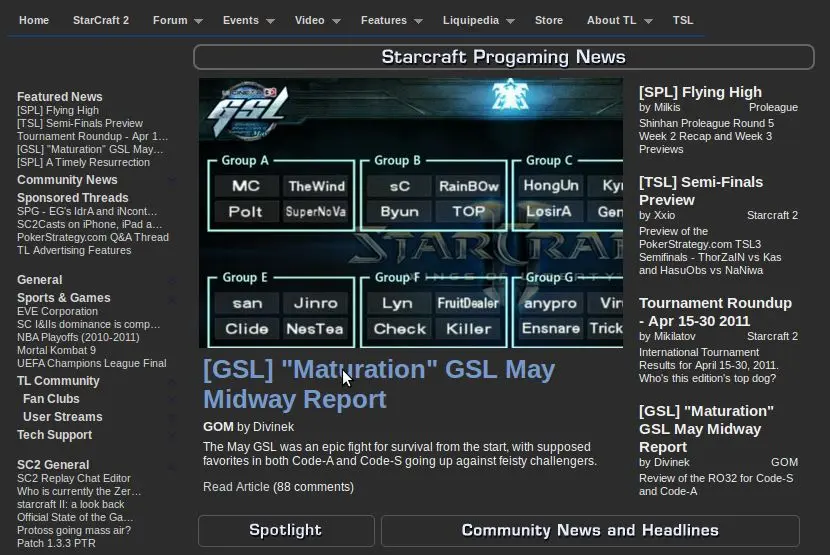 Home StarCraft 2 Forum Events Video Features Liquipedia Store About TL TSL
Starcraft Progaming News
Featured News
[SPL] Flying High
[TSL] Semi-Finals Preview
Tournament Roundup - Apr 1...
[GSL] "Maturation" GSL May...
[SPL] A Timely Resurrection
Community News
Sponsored Threads
SPG - EG's IdrA and iNcont...
SC2Casts on iPhone, iPad a...
PokerStrategy.com Q&A Thread
TL Advertising Features
General
Sports & Games
EVE Corporation
SC I&IIs dominance is comp...
NBA Playoffs (2010-2011)
Mortal Kombat 9
UEFA Champions League Final
TL Community
Fan Clubs
User Streams
Tech Support
SC2 General
SC2 Replay Chat Editor
Who is currently the Zer...
starcraft II: a look back
Official State of the Ga...
Protoss going mass air?
Patch 1.3.3 PTR
GSL
Group A
MC TheWind
Polt SuperNoVa
Group B
sC RainBOw
Byun TOP
Group C
HongUn Kyr
LosirA Gen
STARCRAFT
WINGS OF LIBERTY
Group E
san Jinro
Clide NesTea
Group F
Lyn FruitDealer
Check Killer
Group G
anypro Vir
Ensnare Trick
[GSL] "Maturation" GSL May
Midway Report
GOM by Divinek
The May GSL was an epic fight for survival from the start, with supposed
favorites in both Code-A and Code-S going up against feisty challengers.
Read Article (88 comments)
[SPL] Flying High
by Milkis Proleague
Shinhan Proleague Round 5
Week 2 Recap and Week 3
Previews
[TSL] Semi-Finals
Preview
by Xxio Starcraft 2
Preview of the
PokerStrategy.com TSL3
Semifinals - ThorZaIN vs Kas
and HasuObs vs NaNiwa
Tournament Roundup
- Apr 15-30 2011
by Mikilatov Starcraft 2
International Tournament
Results for April 15-30, 2011.
Who's this edition's top dog?
[GSL] "Maturation"
GSL May Midway
Report
by Divinek GOM
Review of the RO32 for Code-S
and Code-A
Spotlight
Community News and Headlines